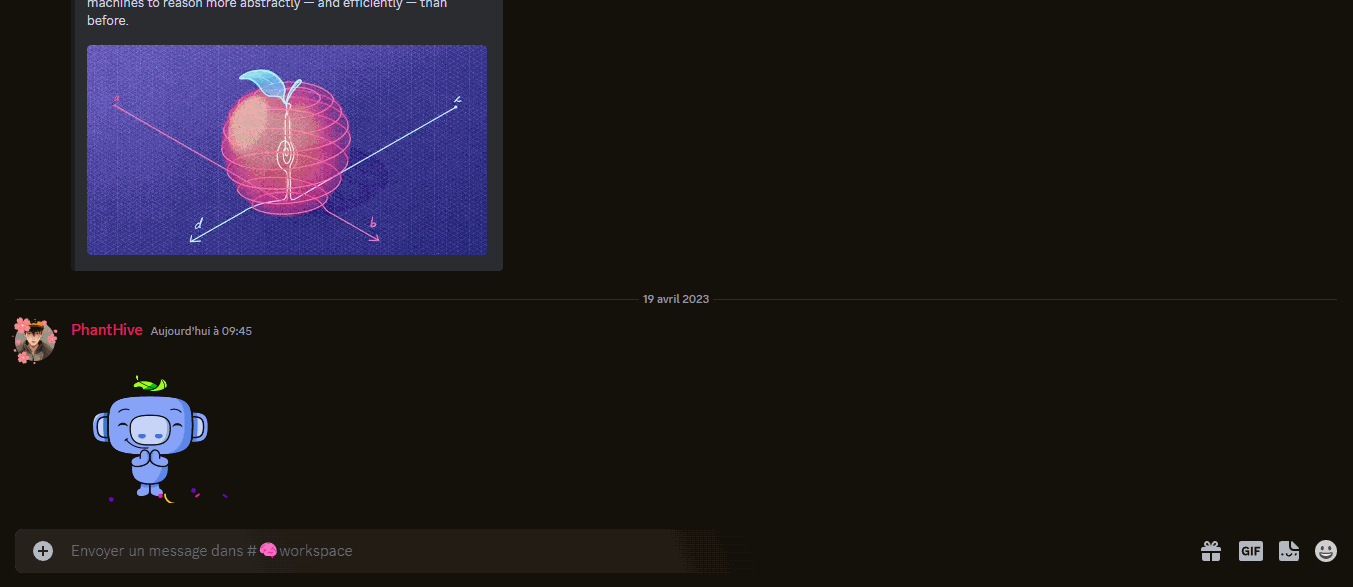 machines to reason more abstractly — and efficiently — than
before.
a
d
b
19 avril 2023
PhantHive Aujourd'hui à 09:45
Envoyer un message dans #🧠workspace
GIF